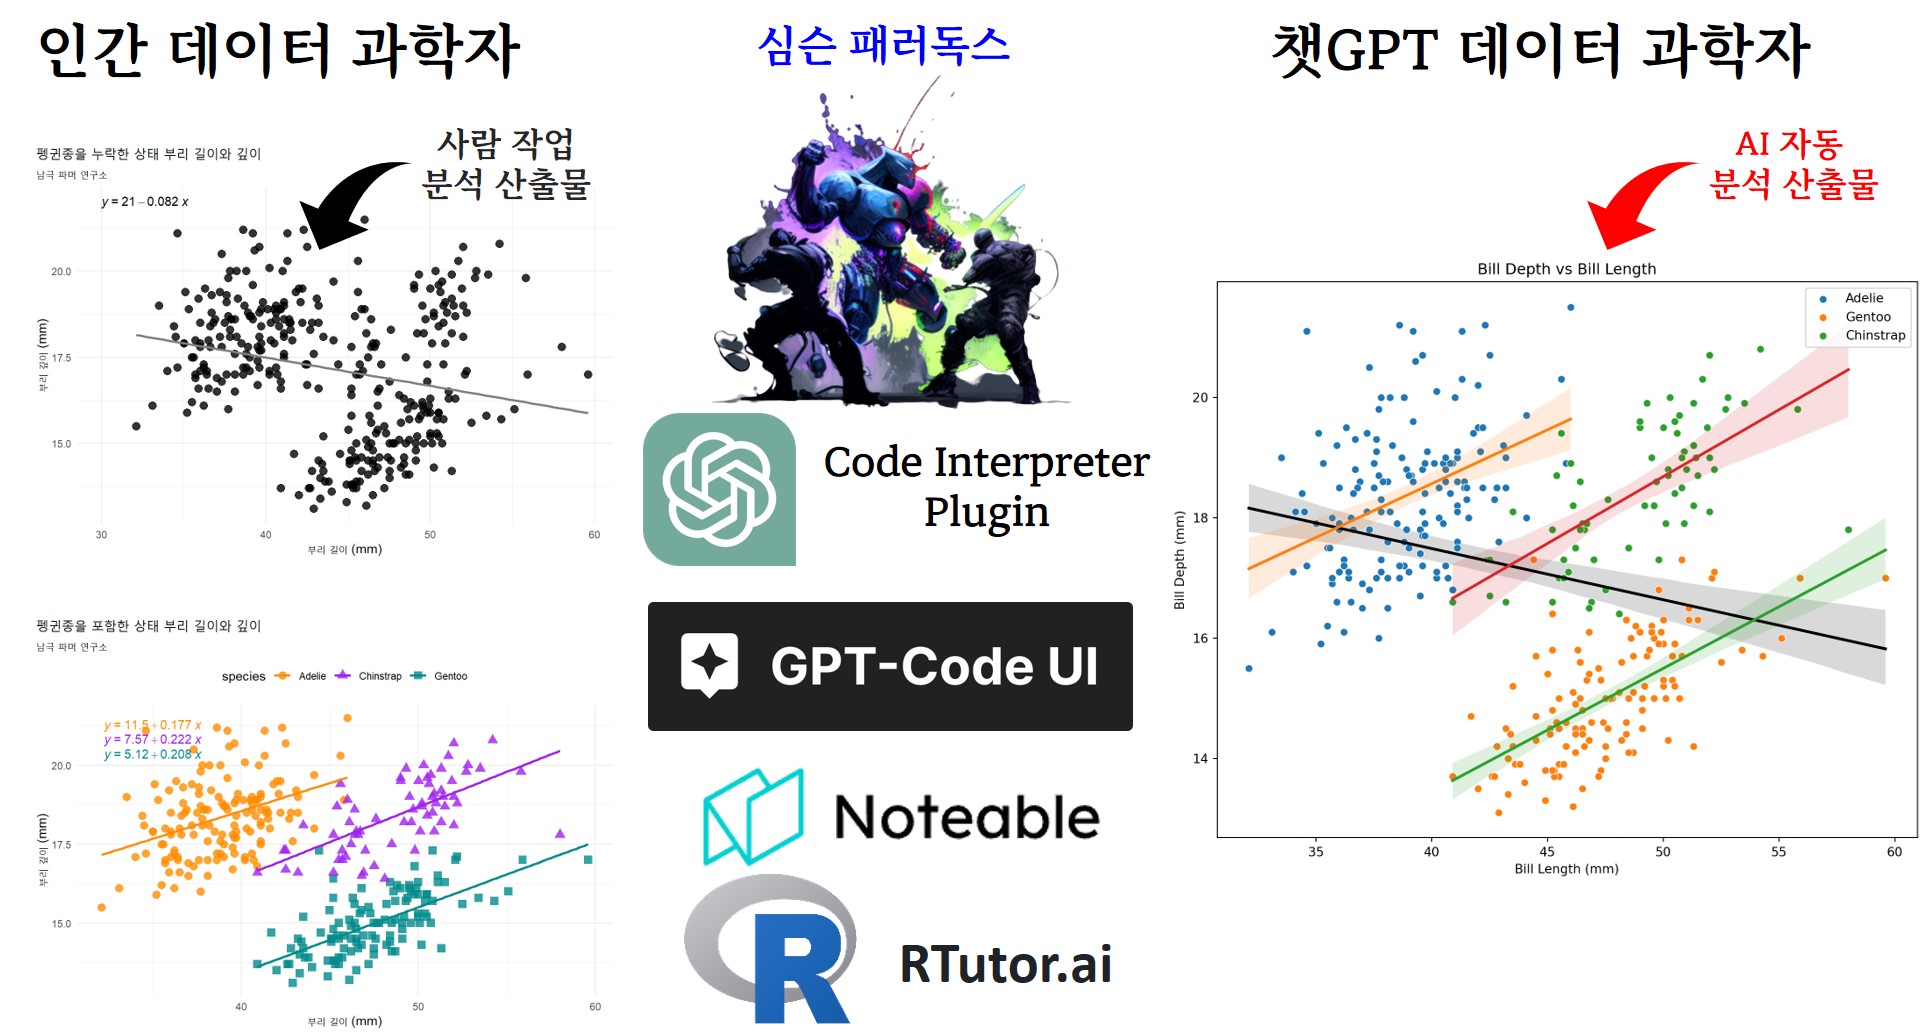 인간 데이터 과학자
심슨 패러독스
챗GPT 데이터 과학자
사람 작업
분석 산출물
펭귄종을 누락한 상태 부리 길이와 깊이
남극 파머 연구소
y = 21 − 0.082 x
20.0
17.5
15.0
부리 깊이 (mm)
30 40 50 60
부리 길이 (mm)
펭귄종을 포함한 상태 부리 길이와 깊이
남극 파머 연구소
species Adelie Chinstrap Gentoo
y = 11.5 + 0.177 x
y = 7.57 + 0.222 x
y = 5.12 + 0.208 x
20.0
17.5
15.0
부리 깊이 (mm)
40 50 60
부리 길이 (mm)
Code Interpreter
Plugin
GPT-Code UI
Noteable
R
RTutor.ai
AI 자동
분석 산출물
Bill Depth vs Bill Length
Adelie
Gentoo
Chinstrap
20
18
16
14
Bill Depth (mm)
35 40 45 50 55 60
Bill Length (mm)